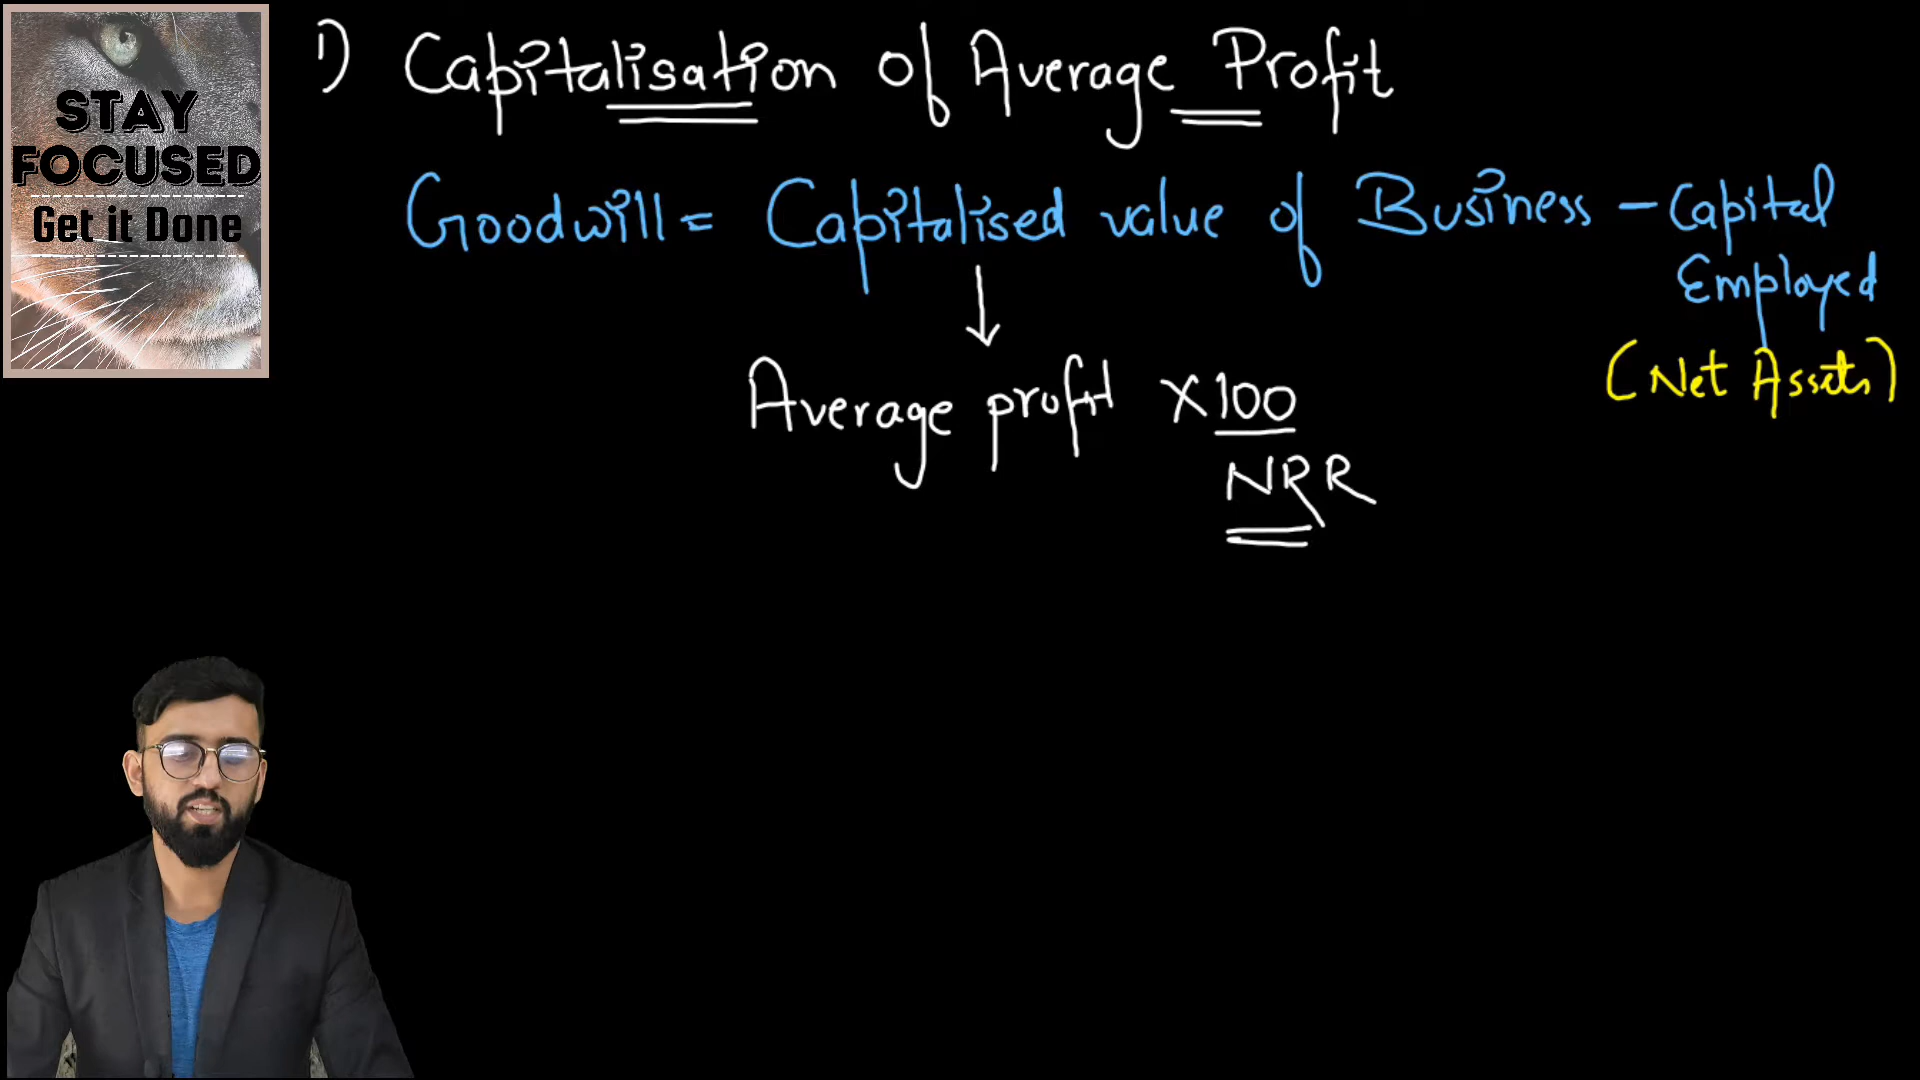 STAY
FOCUSED
Get it Done
1) Capitalisation of Average Profit
Goodwill = Capitalised value of Business - Capital
Employed
(Net Assets)
Average profit X 100
NRR